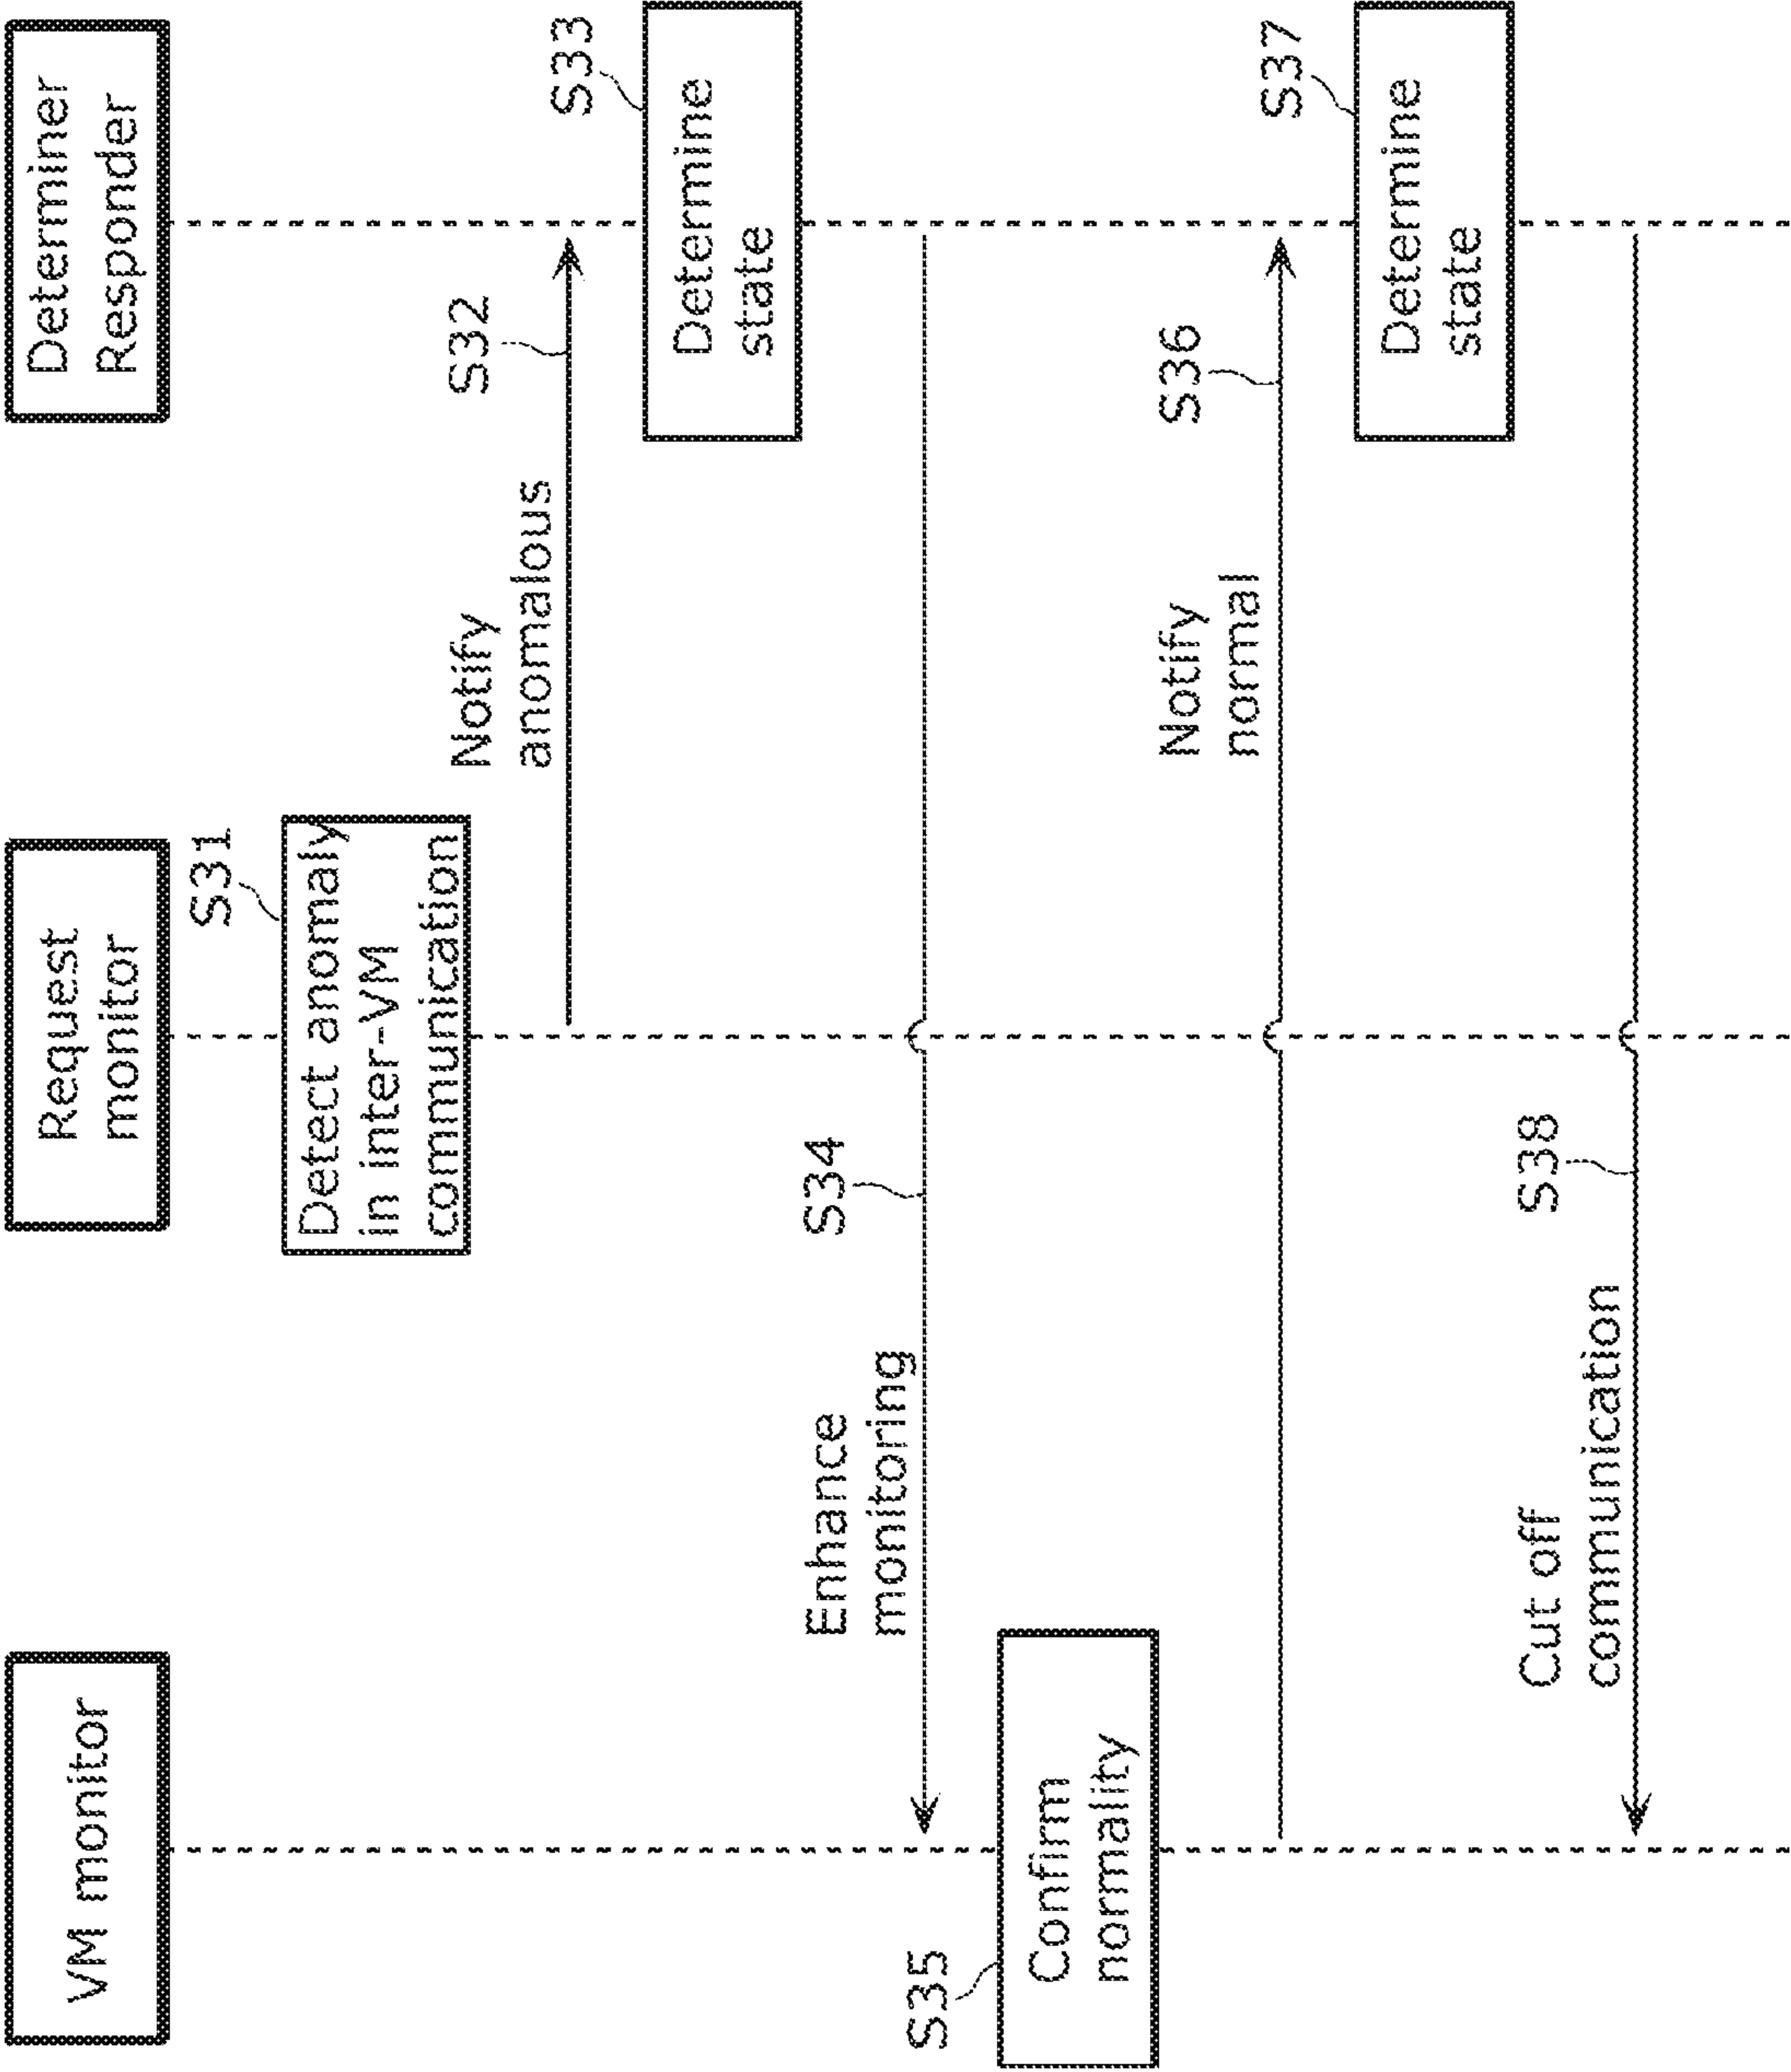 VM monitor
Request
monitor
Determiner
Responder
S31
Detect anomaly
in inter-VM
communication
Notify
anomalous
S32
S33
Determine
state
Enhance
monitoring
S34
S35
Confirm
normality
Notify
normal
S36
S37
Determine
state
Cut off
communication
S38